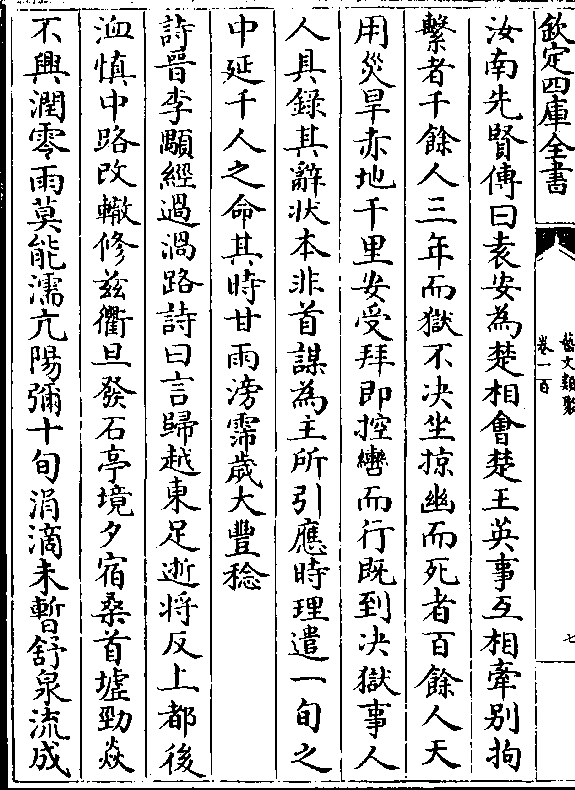 欽定四庫全書
藝文類聚
卷一百
七
汝南先賢傳曰袁安為楚相會楚王英事互相牽别拘
繫者千餘人三年而獄不决坐掠幽而死者百餘人天
用災旱赤地千里安受拜即控轡而行既到决獄事人
人具錄其辭狀本非首謀為主所引應時理遣一旬之
中延千人之命其時甘雨滂霈歲大豐稔
詩晉李顒經過渦路詩曰言歸越東足逝将反上都後
洫慎中路改轍修兹衢旦發石亭境夕宿桑首墟勁焱
不興潤零雨莫能濡亢陽彌十旬涓滴未暫舒泉流成